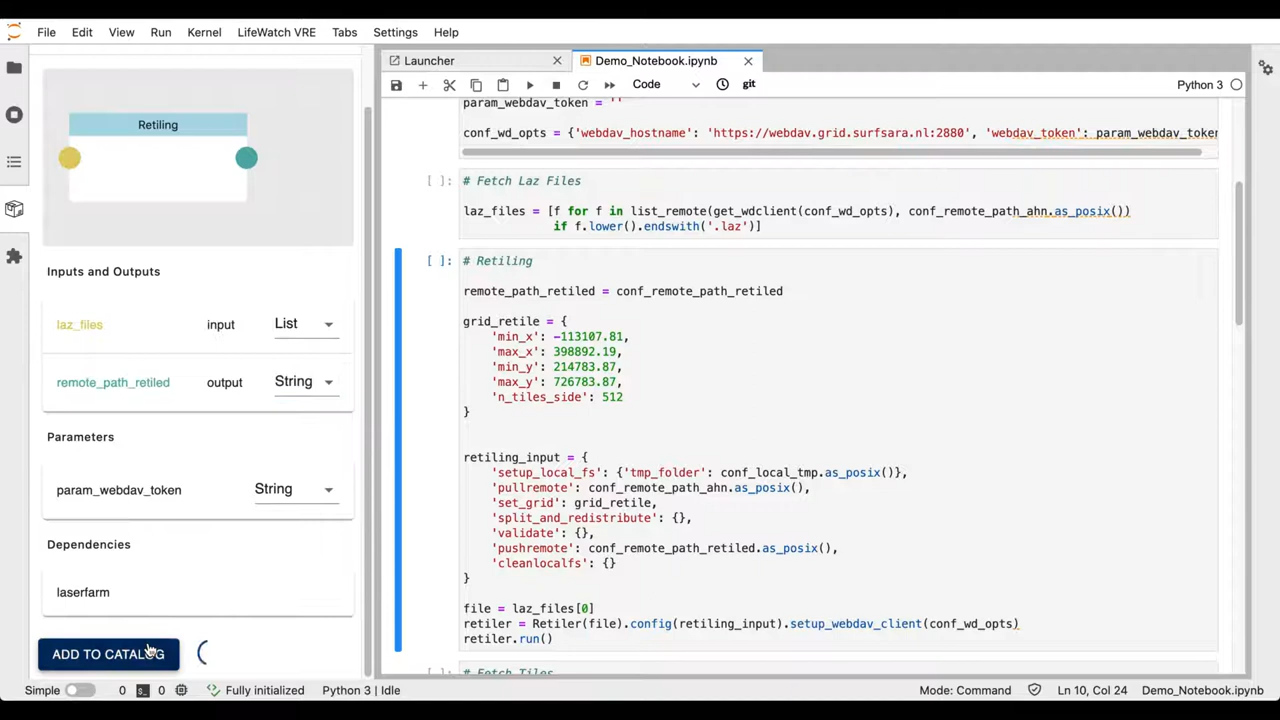 File Edit View Run Kernel LifeWatch VRE Tabs Settings Help
Retiling
Inputs and Outputs
laz_files input List
remote_path_retiled output String
Parameters
param_webdav_token String
Dependencies
laserfarm
ADD TO CATALOG
Launcher
Demo_Notebook.ipynb
Code
git
Python 3
param_webdav_token = ''
conf_wd_opts = {'webdav_hostname': 'https://webdav.grid.surfsara.nl:2880', 'webdav_token': param_webdav_token
[ ]: # Fetch Laz Files
laz_files = [f for f in list_remote(get_wdclient(conf_wd_opts), conf_remote_path_ahn.as_posix())
if f.lower().endswith('.laz')]
[ ]: # Retiling
remote_path_retiled = conf_remote_path_retiled
grid_retile = {
'min_x': -113107.81,
'max_x': 398892.19,
'min_y': 214783.87,
'max_y': 726783.87,
'n_tiles_side': 512
}
retiling_input = {
'setup_local_fs': {'tmp_folder': conf_local_tmp.as_posix()},
'pullremote': conf_remote_path_ahn.as_posix(),
'set_grid': grid_retile,
'split_and_redistribute': {},
'validate': {},
'pushremote': conf_remote_path_retiled.as_posix(),
'cleanlocalfs': {}
}
file = laz_files[0]
retiler = Retiler(file).config(retiling_input).setup_webdav_client(conf_wd_opts)
retiler.run()
[ ]: # Fetch Tiles
Simple 0 0 Fully initialized Python 3 | Idle Mode: Command Ln 10, Col 24 Demo_Notebook.ipynb